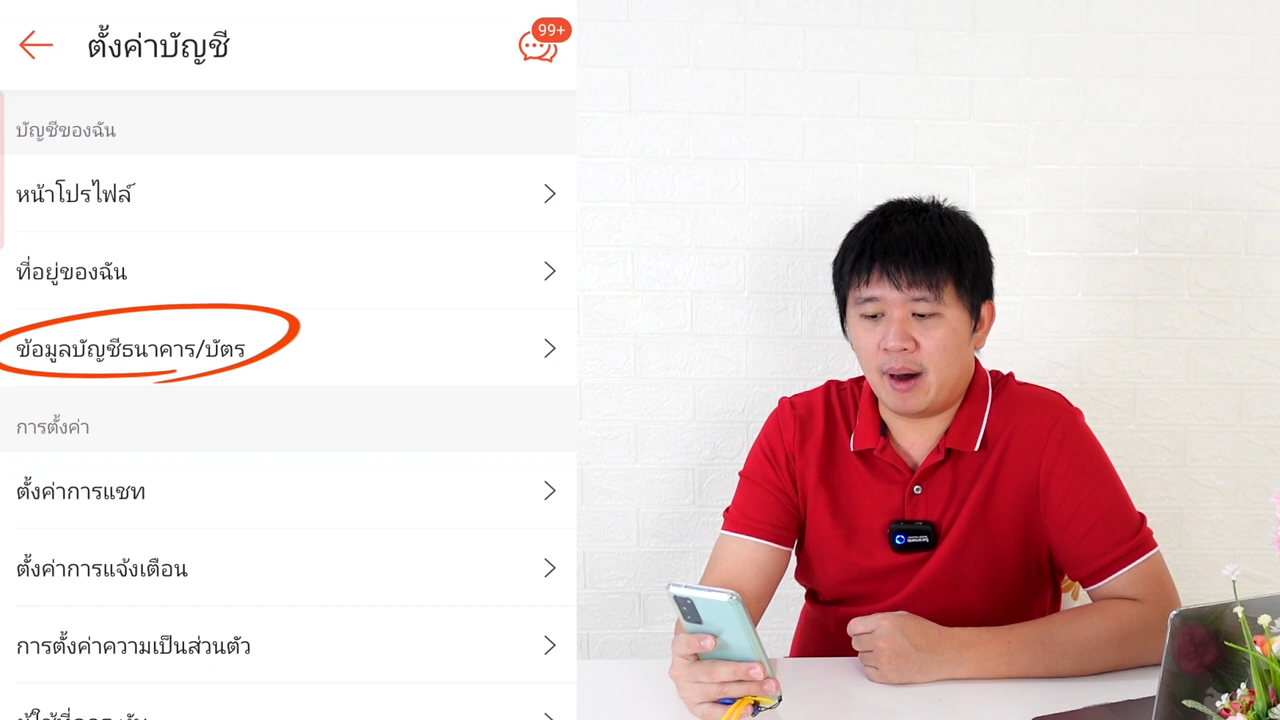 ตั้งค่าบัญชี
99+
บัญชีของฉัน
หน้าโปรไฟล์
ที่อยู่ของฉัน
ข้อมูลบัญชีธนาคาร/บัตร
การตั้งค่า
ตั้งค่าการแชท
ตั้งค่าการแจ้งเตือน
การตั้งค่าความเป็นส่วนตัว